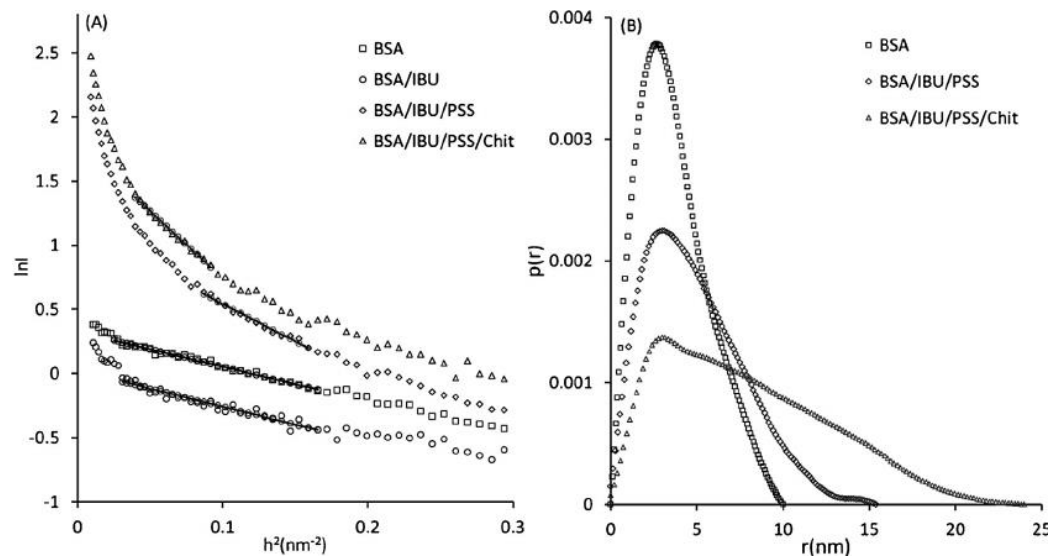 (A)
BSA
BSA/IBU
BSA/IBU/PSS
BSA/IBU/PSS/Chit
2.5
2
1.5
1
0.5
0
-0.5
-1
lnI
0
0.1
0.2
0.3
h²(nm⁻²)
(B)
BSA
BSA/IBU/PSS
BSA/IBU/PSS/Chit
0.004
0.003
0.002
0.001
0
p(r)
0
5
10
15
20
25
r(nm)